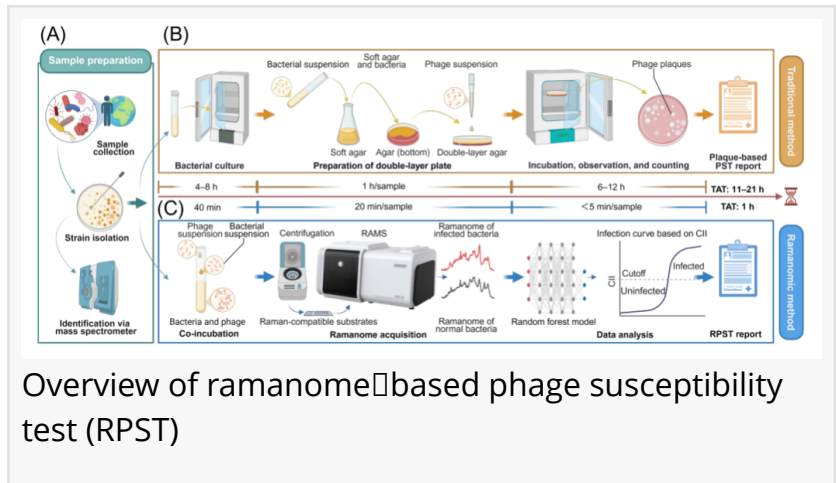 (A)
Sample preparation
Sample
collection
Strain isolation
Identification via
mass spectrometer
(B)
Bacterial suspension
Soft agar
and bacteria
Phage suspension
Phage plaques
Soft agar
Agar (bottom)
Double-layer agar
Bacterial culture
Preparation of double-layer plate
Incubation, observation, and counting
Plaque-based
PST report
Traditional method
4–8 h
1 h/sample
6–12 h
TAT: 11–21 h
(C)
40 min
20 min/sample
<5 min/sample
TAT: 1 h
Phage
suspension
Bacterial
suspension
Centrifugation
RAMS
Ramanome of
infected bacteria
Infection curve based on CII
CII
Cutoff
Infected
Uninfected
Bacteria and phage
Co-incubation
Raman-compatible substrates
Ramanome acquisition
Ramanome of
normal bacteria
Random forest model
Data analysis
RPST report
Ramanomic method
Overview of ramanome▯based phage susceptibility
test (RPST)